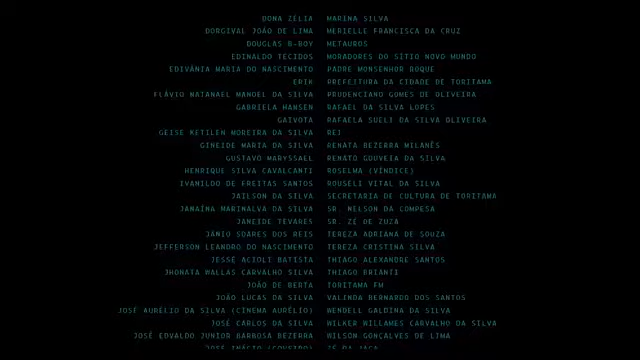 DONA ZÉLIA MARINA SILVA
DORGIVAL JOÃO DE LIMA MERIELLE FRANCISCA DA CRUZ
DOUGLAS B-BOY METAUROS
EDINALDO TECIDOS MORADORES DO SÍTIO NOVO MUNDO
EDIVÂNIA MARIA DO NASCIMENTO PADRE MONSENHOR ROQUE
ERIK PREFEITURA DA CIDADE DE TORITAMA
FLÁVIO NATANAEL MANOEL DA SILVA PRUDENCIANO GOMES DE OLIVEIRA
GABRIELA HANSEN RAFAEL DA SILVA LOPES
GAIVOTA RAFAELA SUELI DA SILVA OLIVEIRA
GEISE KETILEN MOREIRA DA SILVA REJ
GINEIDE MARIA DA SILVA RENATA BEZERRA MILANÊS
GUSTAVO MARYSSAEL RENATO GOUVEIA DA SILVA
HENRIQUE SILVA CAVALCANTI ROSELMA (VÍNDICE)
IVANILDO DE FREITAS SANTOS ROUSELI VITAL DA SILVA
JAILSON DA SILVA SECRETARIA DE CULTURA DE TORITAMA
JANAÍNA MARINALVA DA SILVA SR. NILSON DA COMPESA
JANEIDE TEVARES SR. ZÉ DE ZUZA
JÂNIO SOARES DOS REIS TEREZA ADRIANA DE SOUZA
JEFFERSON LEANDRO DO NASCIMENTO TEREZA CRISTINA SILVA
JESSE ACIOLI BATISTA THIAGO ALEXANDRE SANTOS
JHONATA WALLAS CARVALHO SILVA THIAGO BRIANTI
JOÃO DE BERTA TORITAMA FM
JOÃO LUCAS DA SILVA VALINDA BERNARDO DOS SANTOS
JOSÉ AURÉLIO DA SILVA (CINEMA AURÉLIO) WENDELL GALDINA DA SILVA
JOSÉ CARLOS DA SILVA WILKER WILLAMES CARVALHO DA SILVA
JOSÉ EDVALDO JUNIOR BARBOSA BEZERRA WILSON GONÇALVES DE LIMA
JOSÉ INÁCIO